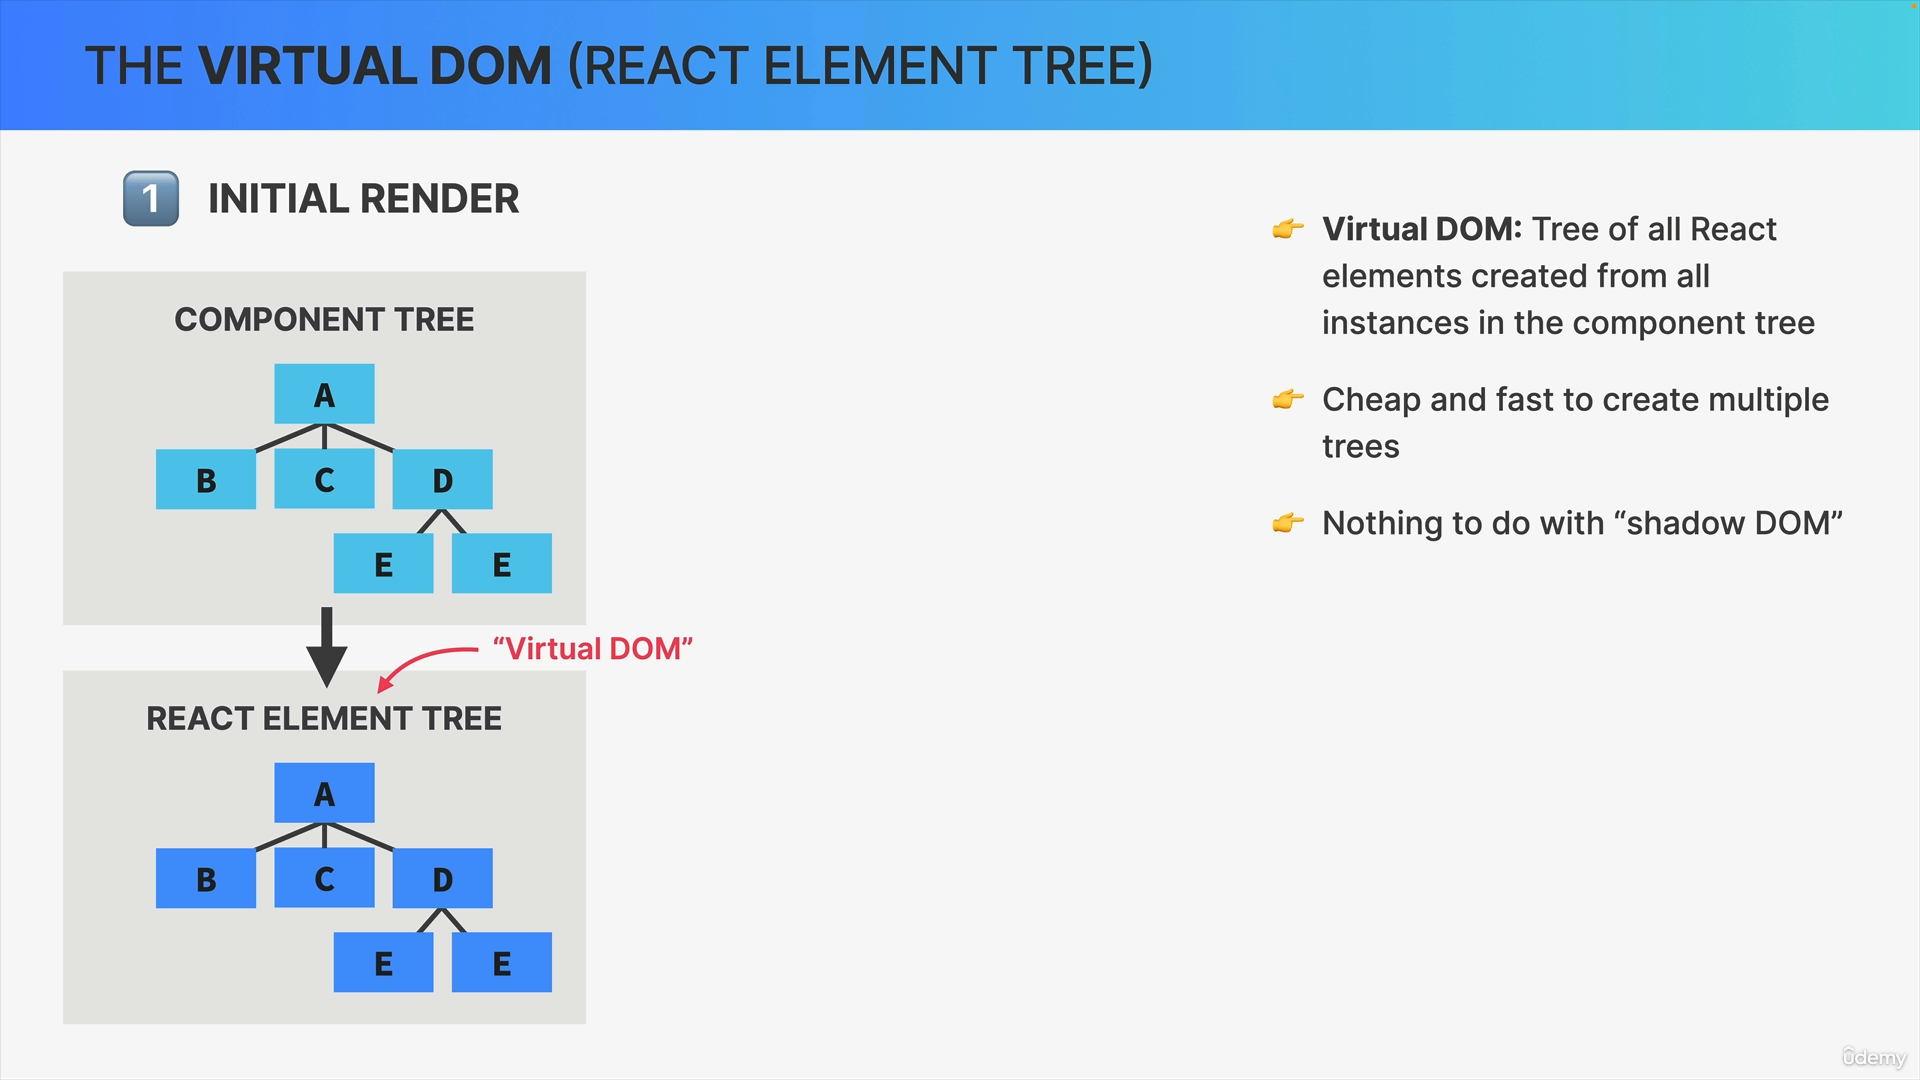 THE VIRTUAL DOM (REACT ELEMENT TREE)
1 INITIAL RENDER
COMPONENT TREE
A
B C D
E E
“Virtual DOM”
REACT ELEMENT TREE
A
B C D
E E
Virtual DOM: Tree of all React
elements created from all
instances in the component tree
Cheap and fast to create multiple
trees
Nothing to do with “shadow DOM”
ûdemy